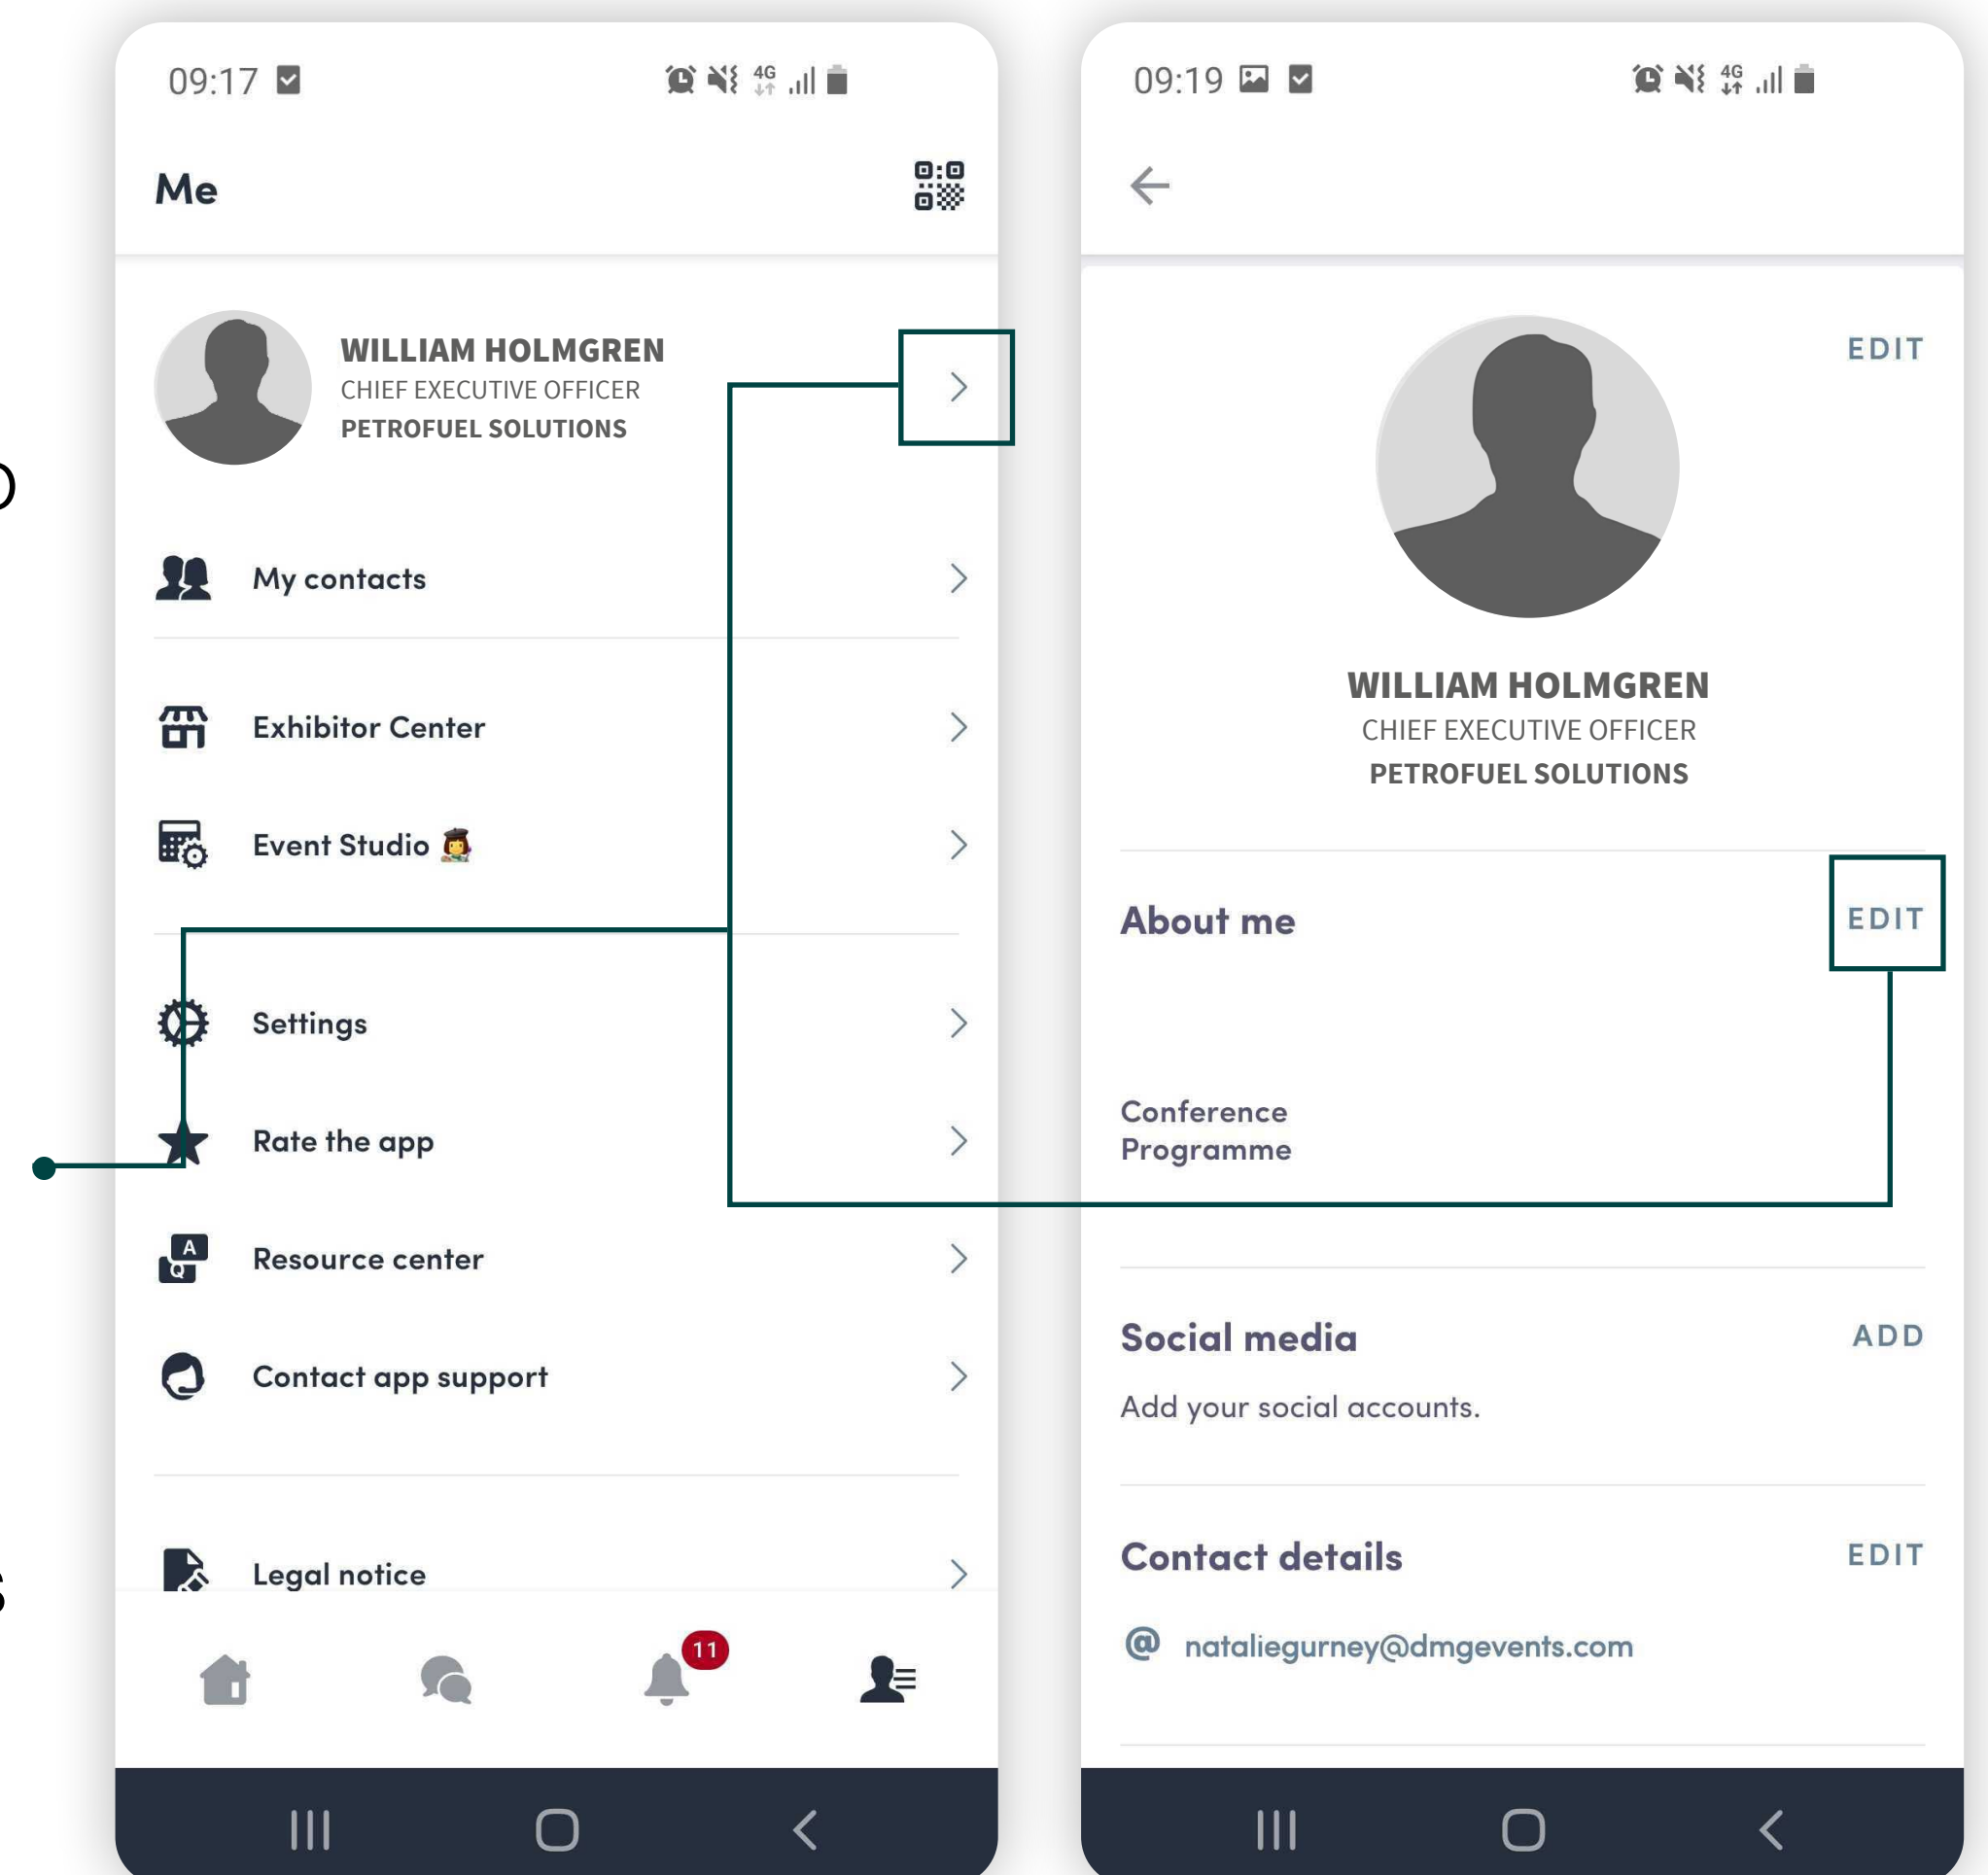 09:17
4G
Me
WILLIAM HOLMGREN
CHIEF EXECUTIVE OFFICER
PETROFUEL SOLUTIONS
My contacts
Exhibitor Center
Event Studio
Settings
Rate the app
A
Q
Resource center
Contact app support
Legal notice
11
09:19
4G
EDIT
WILLIAM HOLMGREN
CHIEF EXECUTIVE OFFICER
PETROFUEL SOLUTIONS
About me
EDIT
Conference
Programme
Social media
ADD
Add your social accounts.
Contact details
EDIT
@ nataliegurney@dmgevents.com